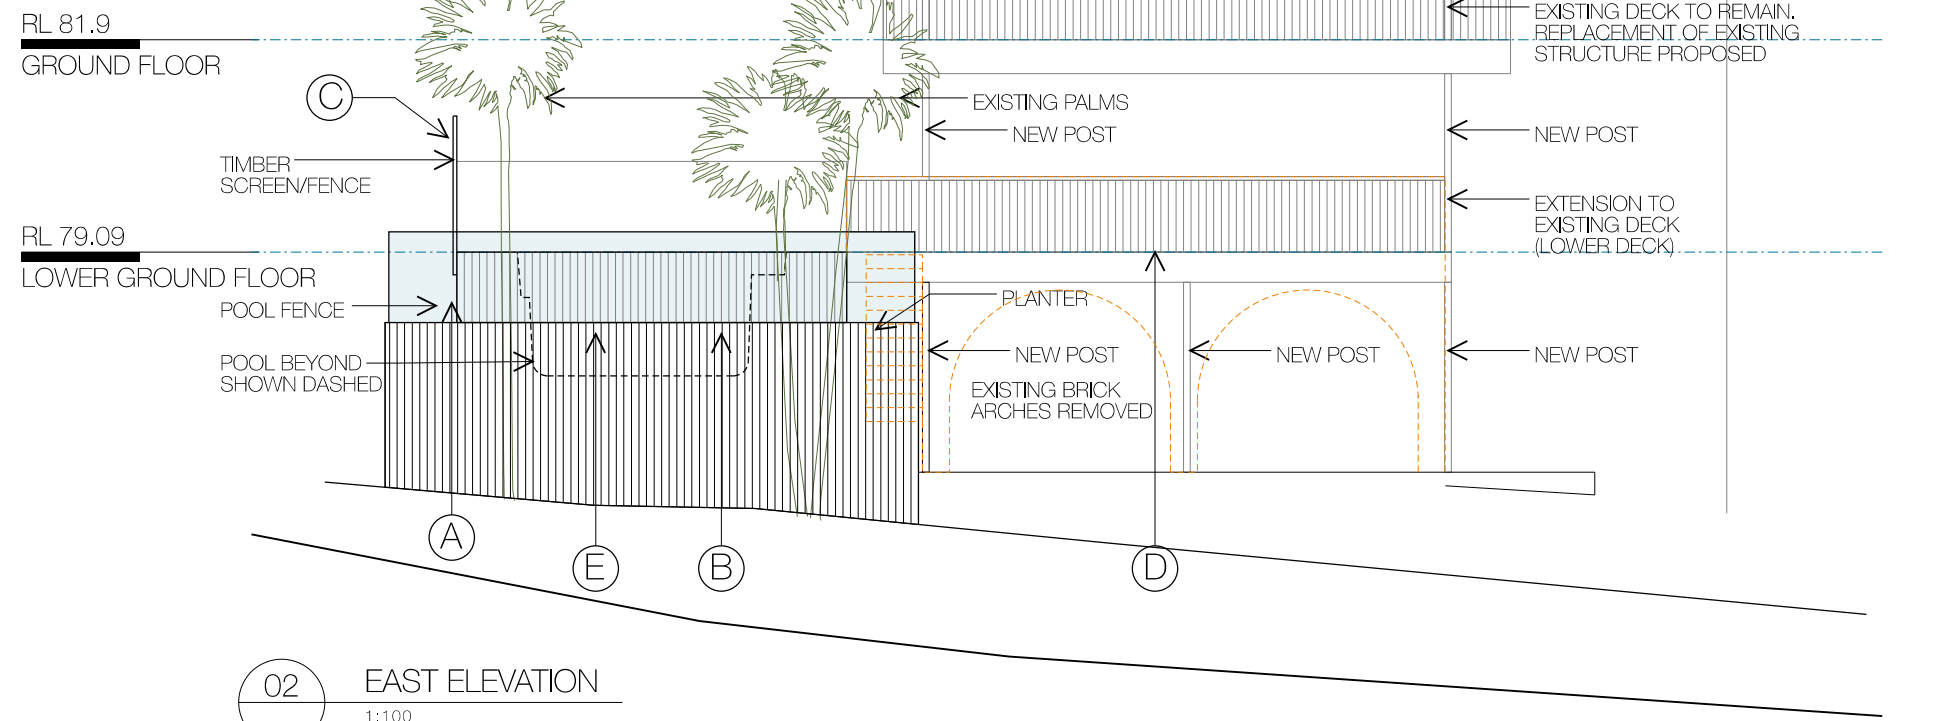 RL 81.9
GROUND FLOOR
EXISTING DECK TO REMAIN.
REPLACEMENT OF EXISTING
STRUCTURE PROPOSED
C
EXISTING PALMS
NEW POST
NEW POST
TIMBER
SCREEN/FENCE
EXTENSION TO
EXISTING DECK
(LOWER DECK)
RL 79.09
LOWER GROUND FLOOR
POOL FENCE
PLANTER
POOL BEYOND
SHOWN DASHED
NEW POST
NEW POST
NEW POST
EXISTING BRICK
ARCHES REMOVED
A
E
B
D
02
EAST ELEVATION
1:100